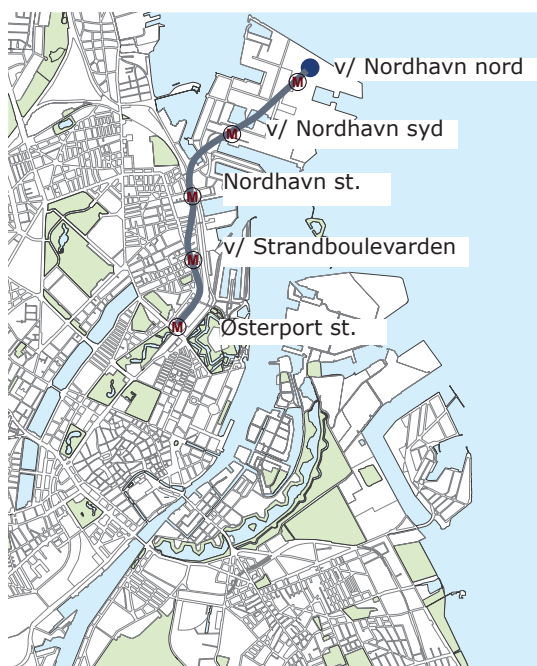 v/ Nordhavn nord
M
v/ Nordhavn syd
M
Nordhavn st.
M
v/ Strandboulevarden
M
Østerport st.
M